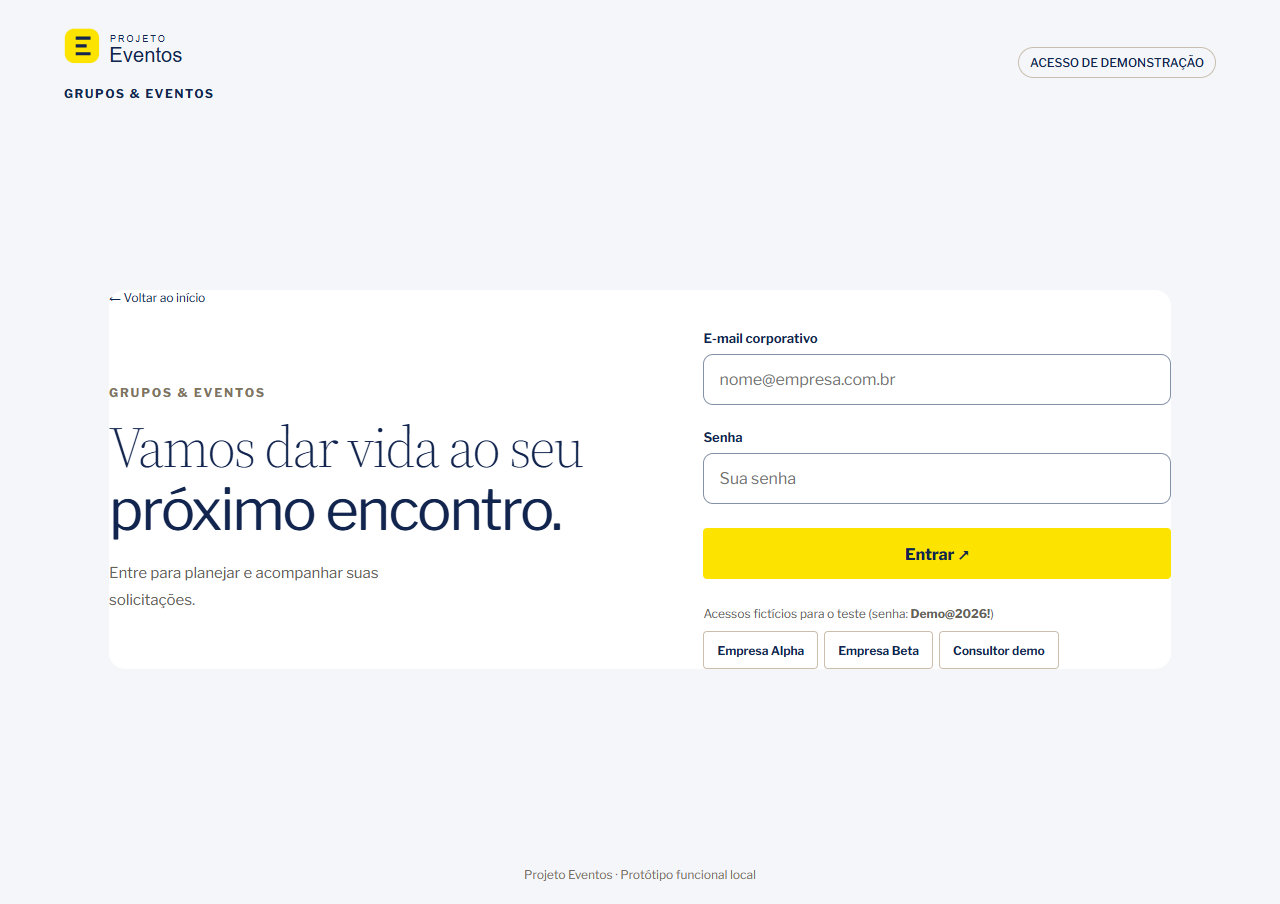 PROJETO
Eventos
GRUPOS & EVENTOS
ACESSO DE DEMONSTRAÇÃO
← Voltar ao início
GRUPOS & EVENTOS
Vamos dar vida ao seu
próximo encontro.
Entre para planejar e acompanhar suas
solicitações.
E-mail corporativo
nome@empresa.com.br
Senha
Sua senha
Entrar ↗
Acessos fictícios para o teste (senha: Demo@2026!)
Empresa Alpha
Empresa Beta
Consultor demo
Projeto Eventos · Protótipo funcional local